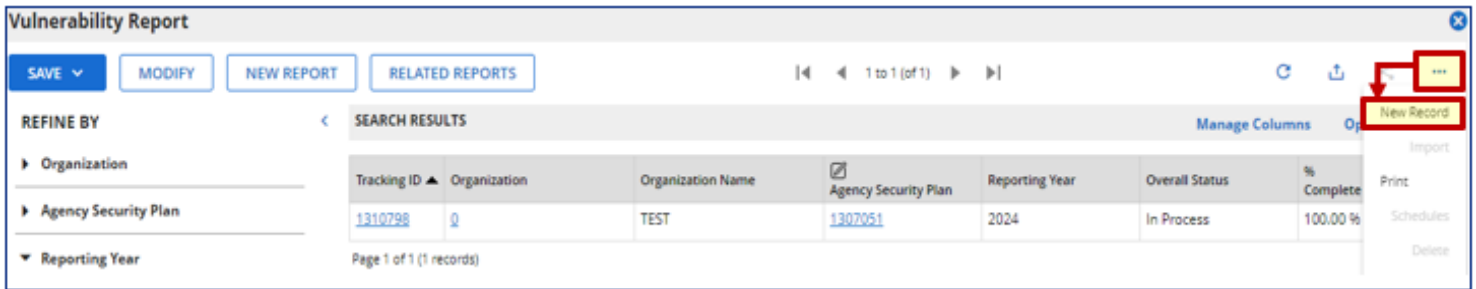 Vulnerability Report
SAVE MODIFY NEW REPORT RELATED REPORTS 1 to 1 (of 1) ...
REFINE BY SEARCH RESULTS Manage Columns Op New Record
Import
Organization Tracking ID Organization Organization Name Agency Security Plan Reporting Year Overall Status % Complete Print
Agency Security Plan 1310798 0 TEST 1307051 2024 In Process 100.00 % Schedules
Reporting Year Page 1 of 1 (1 records) Delete